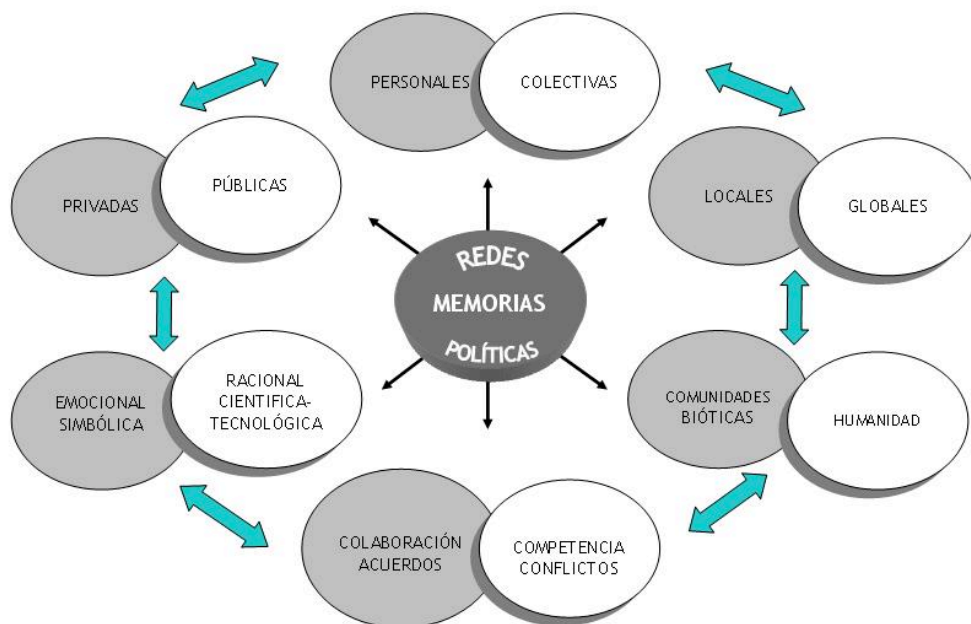 PERSONALES
COLECTIVAS
PRIVADAS
PÚBLICAS
LOCALES
GLOBALES
REDES
MEMORIAS
POLÍTICAS
EMOCIONAL
SIMBÓLICA
RACIONAL
CIENTIFICA-
TECNOLÓGICA
COMUNIDADES
BIÓTICAS
HUMANIDAD
COLABORACIÓN
ACUERDOS
COMPETENCIA
CONFLICTOS